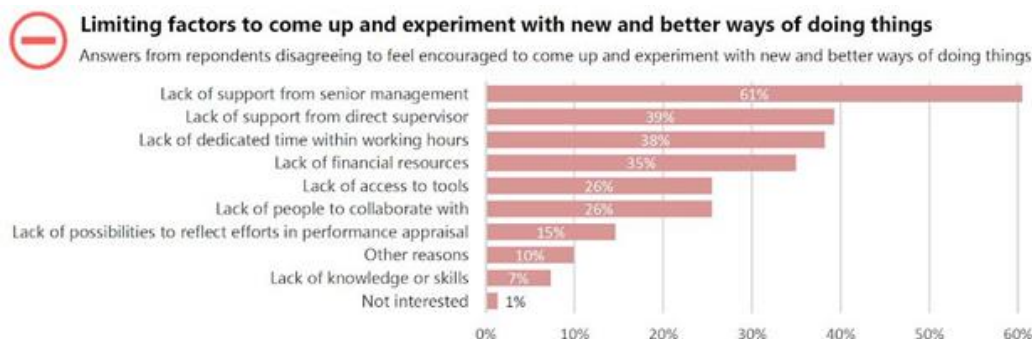 Limiting factors to come up and experiment with new and better ways of doing things
Answers from repondents disagreeing to feel encouraged to come up and experiment with new and better ways of doing things
Lack of support from senior management 61%
Lack of support from direct supervisor 39%
Lack of dedicated time within working hours 38%
Lack of financial resources 35%
Lack of access to tools 26%
Lack of people to collaborate with 26%
Lack of possibilities to reflect efforts in performance appraisal 15%
Other reasons 10%
Lack of knowledge or skills 7%
Not interested 1%
0% 10% 20% 30% 40% 50% 60%